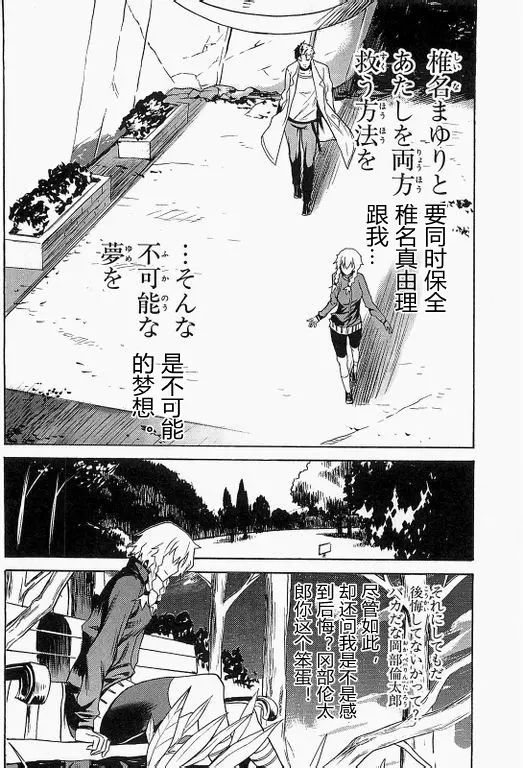 椎名まゆりと
あたしを両方
救う方法を
要同时保全
椎名真由理
跟我…
…そんな
不可能な
夢を
是不可能
的梦想。
それにしてもだ
後悔してないかって?
バカだな岡部倫太郎
尽管如此，
却还问我是不是感
到后悔？冈部伦太
郎你这个笨蛋！